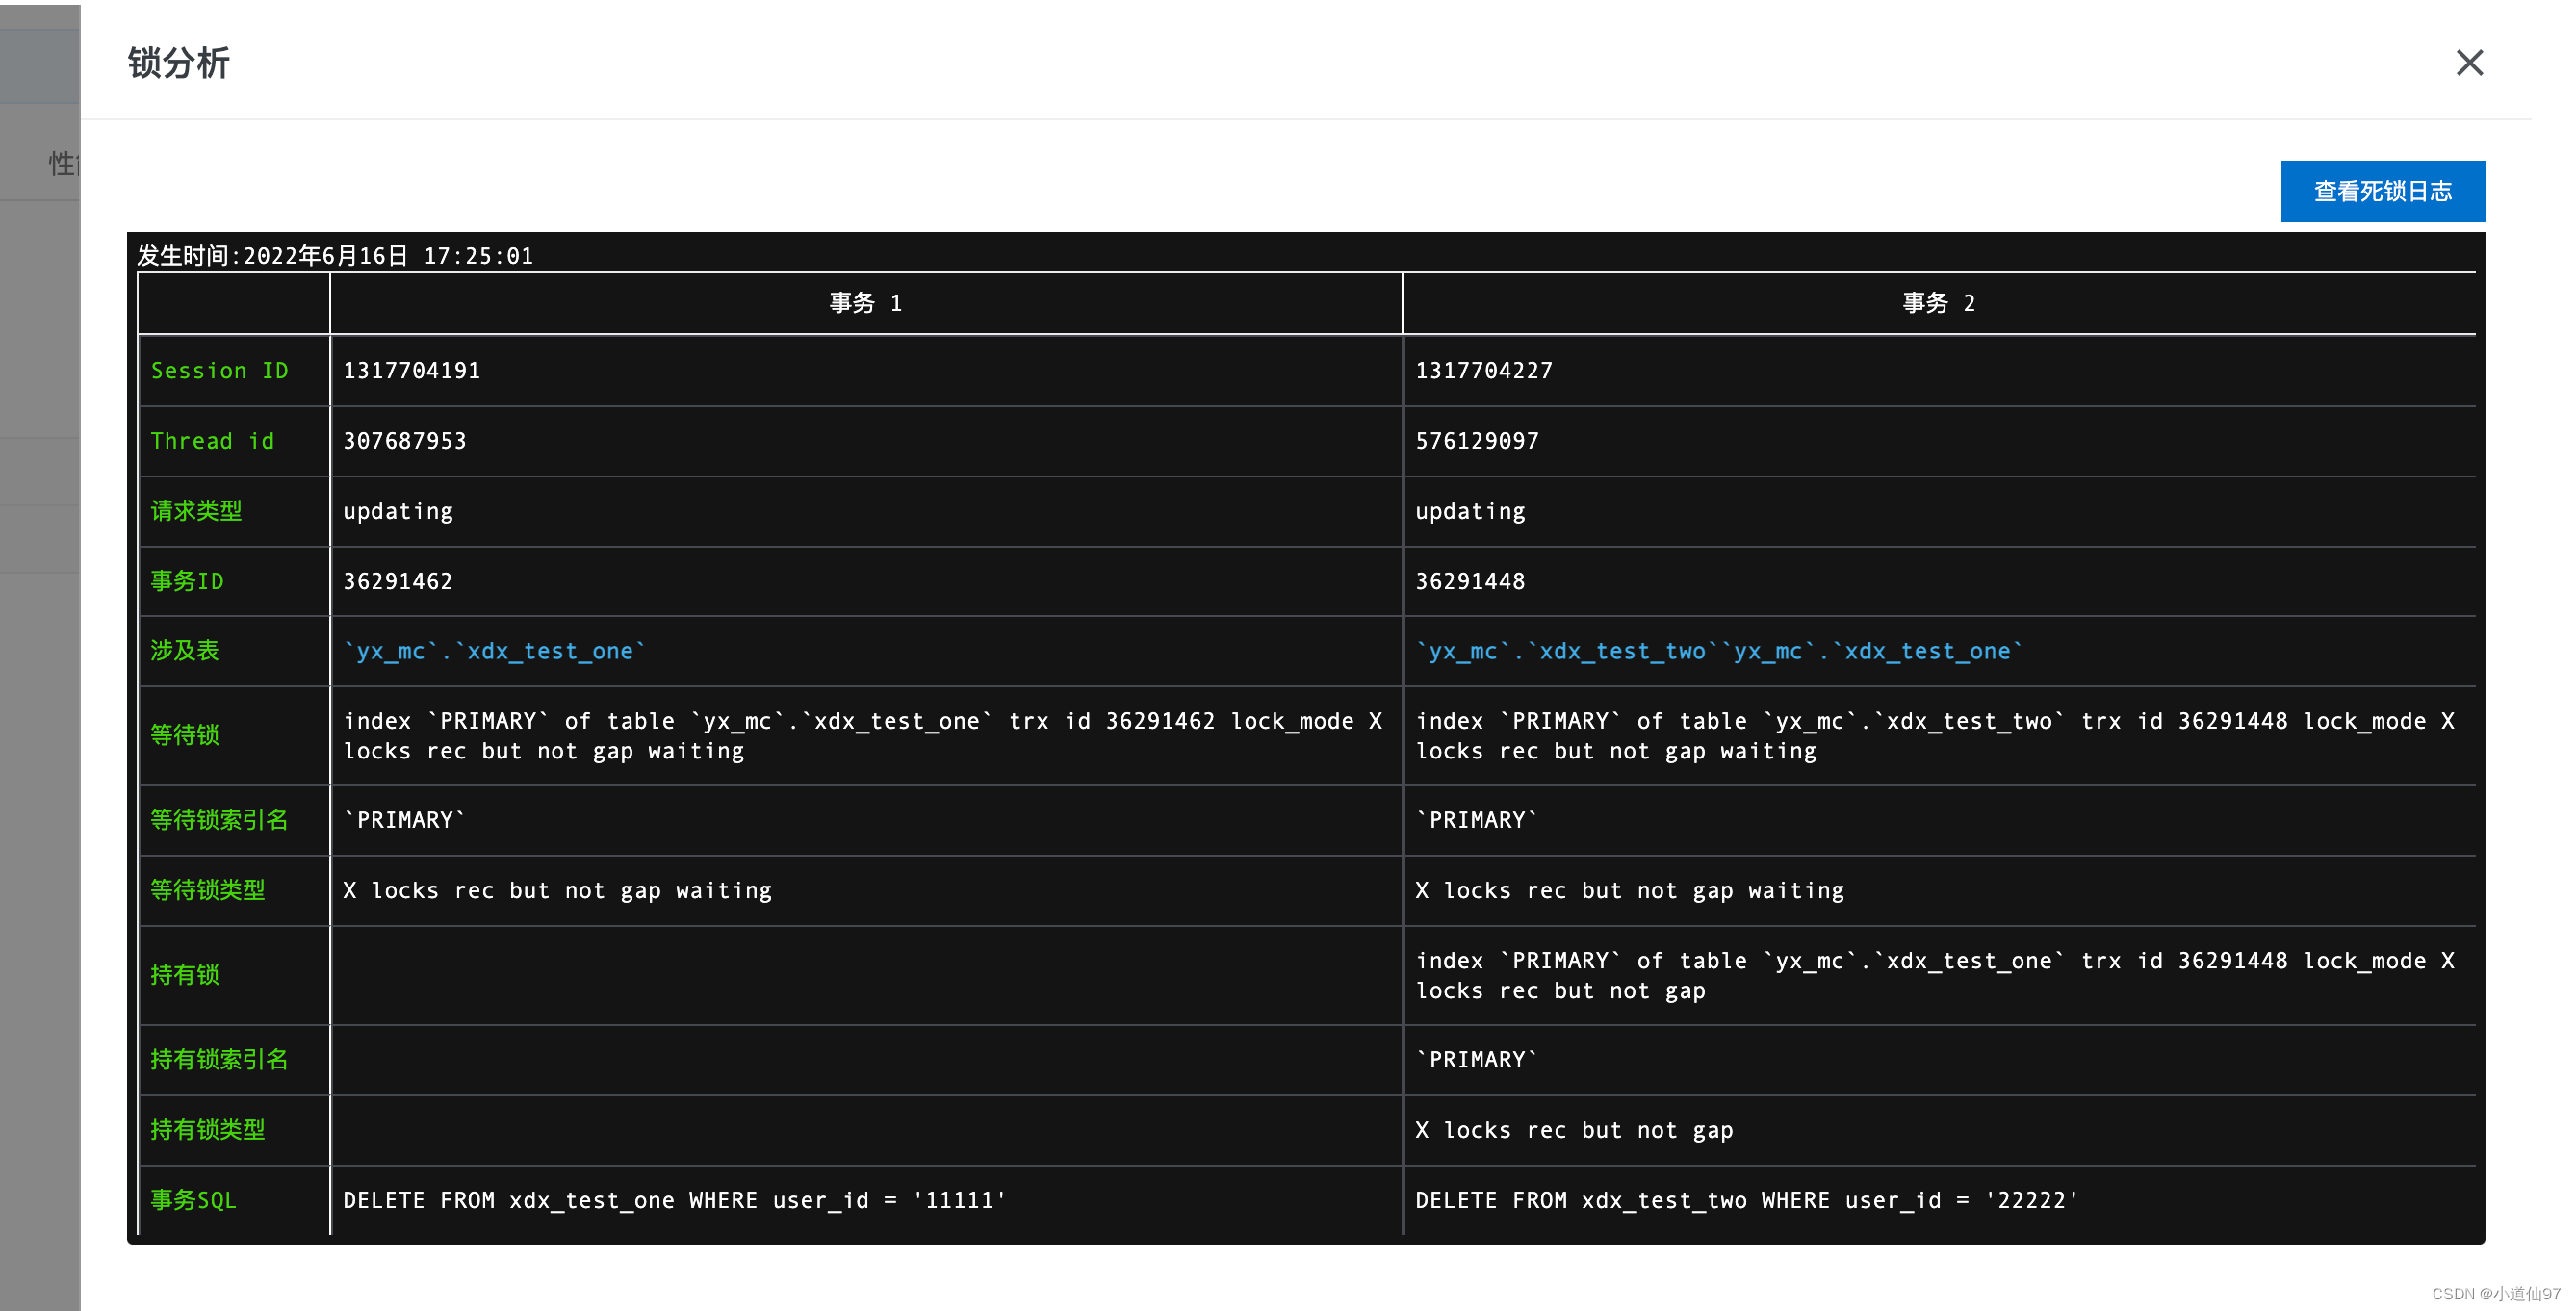 锁分析
性
查看死锁日志
发生时间:2022年6月16日 17:25:01
事务 1 事务 2
Session ID 1317704191 1317704227
Thread id 307687953 576129097
请求类型 updating updating
事务ID 36291462 36291448
涉及表 `yx_mc`.`xdx_test_one` `yx_mc`.`xdx_test_two``yx_mc`.`xdx_test_one`
等待锁 index `PRIMARY` of table `yx_mc`.`xdx_test_one` trx id 36291462 lock_mode X index `PRIMARY` of table `yx_mc`.`xdx_test_two` trx id 36291448 lock_mode X
locks rec but not gap waiting locks rec but not gap waiting
等待锁索引名 `PRIMARY` `PRIMARY`
等待锁类型 X locks rec but not gap waiting X locks rec but not gap waiting
持有锁 index `PRIMARY` of table `yx_mc`.`xdx_test_one` trx id 36291448 lock_mode X
locks rec but not gap
持有锁索引名 `PRIMARY`
持有锁类型 X locks rec but not gap
事务SQL DELETE FROM xdx_test_one WHERE user_id = '11111' DELETE FROM xdx_test_two WHERE user_id = '22222'
CSDN @小道仙97